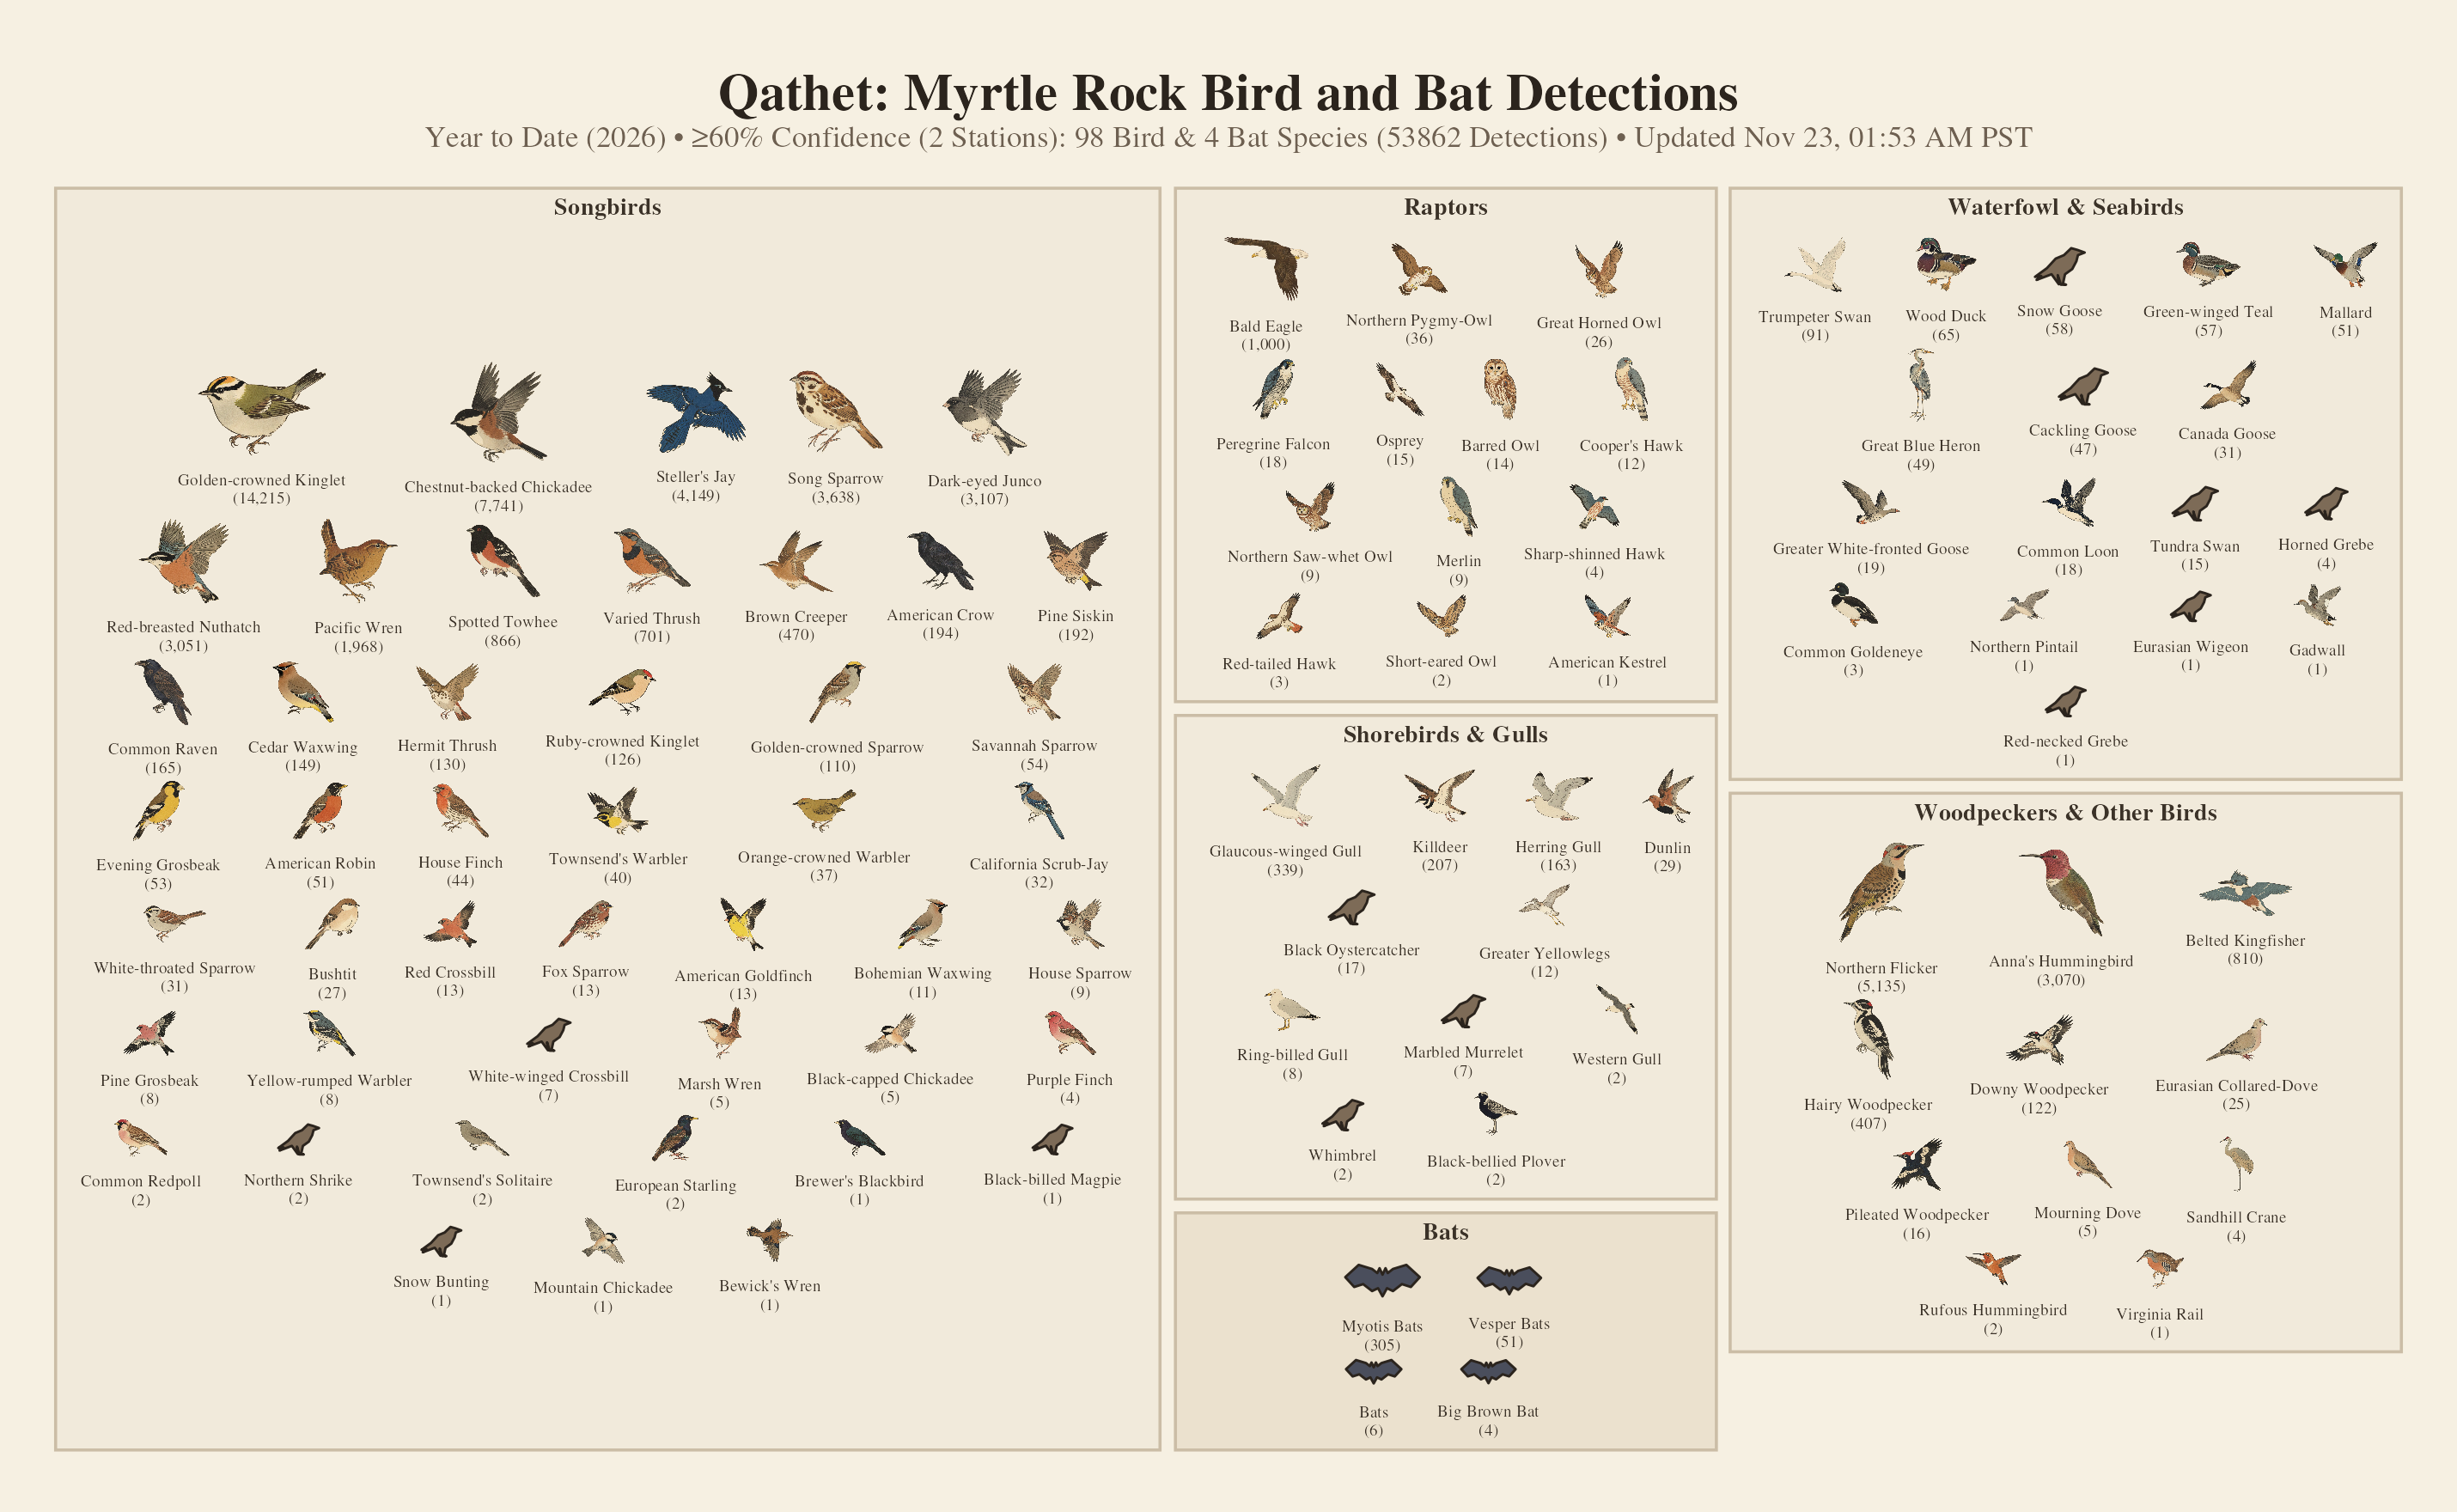 Qathet: Myrtle Rock Bird and Bat Detections
Year to Date (2026) • ≥60% Confidence (2 Stations): 98 Bird & 4 Bat Species (53862 Detections) • Updated Nov 23, 01:53 AM PST
Songbirds
Golden-crowned Kinglet
(14,215)
Chestnut-backed Chickadee
(7,741)
Steller's Jay
(4,149)
Song Sparrow
(3,638)
Dark-eyed Junco
(3,107)
Red-breasted Nuthatch
(3,051)
Pacific Wren
(1,968)
Spotted Towhee
(866)
Varied Thrush
(701)
Brown Creeper
(470)
American Crow
(194)
Pine Siskin
(192)
Common Raven
(165)
Cedar Waxwing
(149)
Hermit Thrush
(130)
Ruby-crowned Kinglet
(126)
Golden-crowned Sparrow
(110)
Savannah Sparrow
(54)
Evening Grosbeak
(53)
American Robin
(51)
House Finch
(44)
Townsend's Warbler
(40)
Orange-crowned Warbler
(37)
California Scrub-Jay
(32)
White-throated Sparrow
(31)
Bushtit
(27)
Red Crossbill
(13)
Fox Sparrow
(13)
American Goldfinch
(13)
Bohemian Waxwing
(11)
House Sparrow
(9)
Pine Grosbeak
(8)
Yellow-rumped Warbler
(8)
White-winged Crossbill
(7)
Marsh Wren
(5)
Black-capped Chickadee
(5)
Purple Finch
(4)
Common Redpoll
(2)
Northern Shrike
(2)
Townsend's Solitaire
(2)
European Starling
(2)
Brewer's Blackbird
(1)
Black-billed Magpie
(1)
Snow Bunting
(1)
Mountain Chickadee
(1)
Bewick's Wren
(1)
Raptors
Bald Eagle
(1,000)
Northern Pygmy-Owl
(36)
Great Horned Owl
(26)
Peregrine Falcon
(18)
Osprey
(15)
Barred Owl
(14)
Cooper's Hawk
(12)
Northern Saw-whet Owl
(9)
Merlin
(9)
Sharp-shinned Hawk
(4)
Red-tailed Hawk
(3)
Short-eared Owl
(2)
American Kestrel
(1)
Shorebirds & Gulls
Glaucous-winged Gull
(339)
Killdeer
(207)
Herring Gull
(163)
Dunlin
(29)
Black Oystercatcher
(17)
Greater Yellowlegs
(12)
Ring-billed Gull
(8)
Marbled Murrelet
(7)
Western Gull
(2)
Whimbrel
(2)
Black-bellied Plover
(2)
Bats
Myotis Bats
(305)
Vesper Bats
(51)
Bats
(6)
Big Brown Bat
(4)
Waterfowl & Seabirds
Trumpeter Swan
(91)
Wood Duck
(65)
Snow Goose
(58)
Green-winged Teal
(57)
Mallard
(51)
Great Blue Heron
(49)
Cackling Goose
(47)
Canada Goose
(31)
Greater White-fronted Goose
(19)
Common Loon
(18)
Tundra Swan
(15)
Horned Grebe
(4)
Common Goldeneye
(3)
Northern Pintail
(1)
Eurasian Wigeon
(1)
Gadwall
(1)
Red-necked Grebe
(1)
Woodpeckers & Other Birds
Northern Flicker
(5,135)
Anna's Hummingbird
(3,070)
Belted Kingfisher
(810)
Hairy Woodpecker
(407)
Downy Woodpecker
(122)
Eurasian Collared-Dove
(25)
Pileated Woodpecker
(16)
Mourning Dove
(5)
Sandhill Crane
(4)
Rufous Hummingbird
(2)
Virginia Rail
(1)